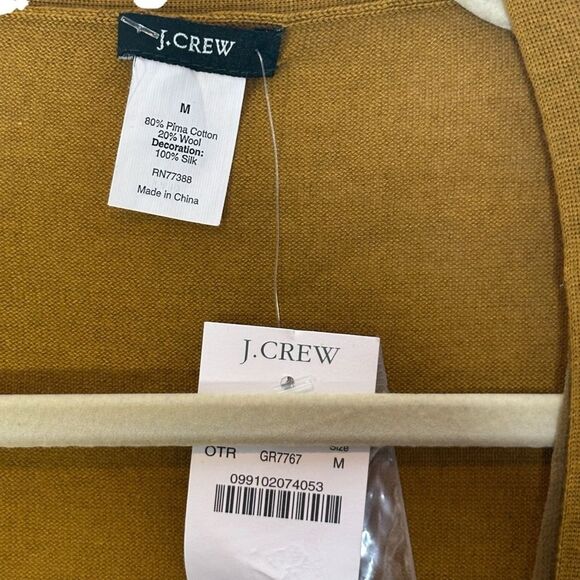 J.CREW
M
80% Pima Cotton
20% Wool
Decoration:
100% Silk
RN77388
Made in China
J.CREW
Size
OTR GR7767 M
099102074053